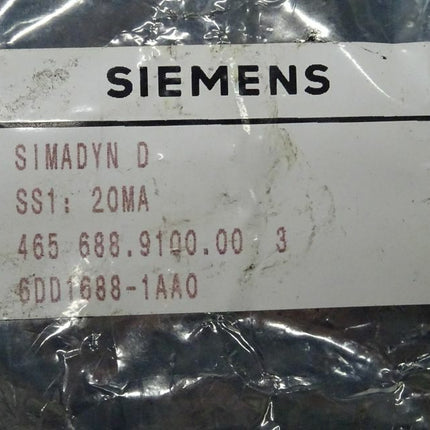 SIEMENS
SIMADYN D
SS1: 20MA
465 688.9100.00 3
6DD1688-1AA0